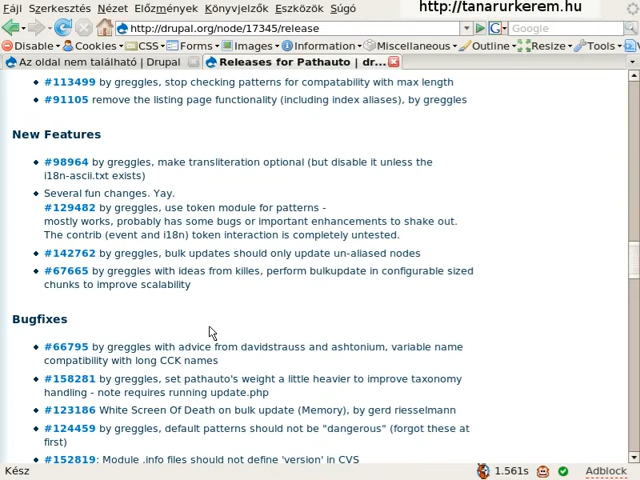 Fájl Szerkesztés Nézet Előzmények Könyvjelzők Eszközök Súgó
http://tanarurkerem.hu
http://drupal.org/node/17345/release
Google
Disable Cookies CSS Forms Images Information Miscellaneous Outline Resize Tools
Az oldal nem található | Drupal
Releases for Pathauto | dr...
#113499 by greggles, stop checking patterns for compatability with max length
#91105 remove the listing page functionality (including index aliases), by greggles
New Features
#98964 by greggles, make transliteration optional (but disable it unless the
i18n-ascii.txt exists)
Several fun changes. Yay.
#129482 by greggles, use token module for patterns -
mostly works, probably has some bugs or important enhancements to shake out.
The contrib (event and i18n) token interaction is completely untested.
#142762 by greggles, bulk updates should only update un-aliased nodes
#67665 by greggles with ideas from killes, perform bulkupdate in configurable sized
chunks to improve scalability
Bugfixes
#66795 by greggles with advice from davidstrauss and ashtonium, variable name
compatibility with long CCK names
#158281 by greggles, set pathauto's weight a little heavier to improve taxonomy
handling - note requires running update.php
#123186 White Screen Of Death on bulk update (Memory), by gerd riesselmann
#124459 by greggles, default patterns should not be "dangerous" (forgot these at
first)
#152819: Module .info files should not define 'version' in CVS
Kész
1.561s
Adblock